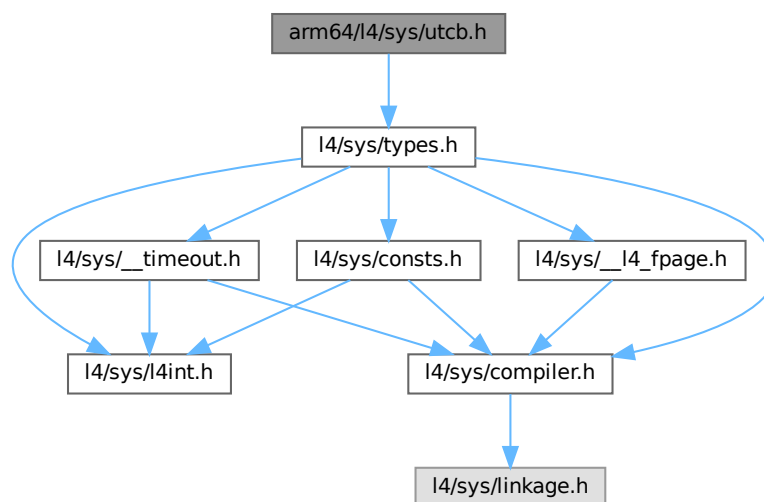 arm64/l4/sys/utcb.h
l4/sys/types.h
l4/sys/__timeout.h
l4/sys/consts.h
l4/sys/__l4_fpage.h
l4/sys/l4int.h
l4/sys/compiler.h
l4/sys/linkage.h